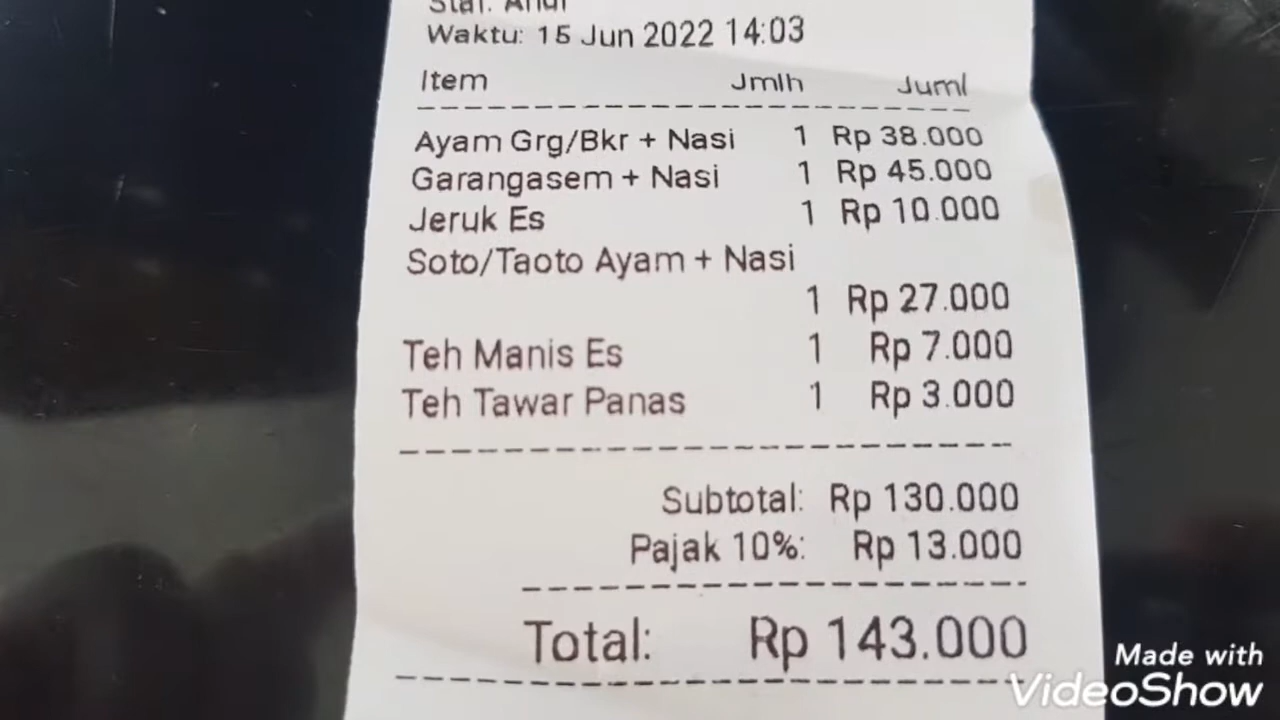 Staf: Andi
Waktu: 15 Jun 2022 14:03
Item Jmlh Juml
Ayam Grg/Bkr + Nasi 1 Rp 38.000
Garangasem + Nasi 1 Rp 45.000
Jeruk Es 1 Rp 10.000
Soto/Taoto Ayam + Nasi
1 Rp 27.000
Teh Manis Es 1 Rp 7.000
Teh Tawar Panas 1 Rp 3.000
Subtotal: Rp 130.000
Pajak 10%: Rp 13.000
Total: Rp 143.000
Made with
VideoShow